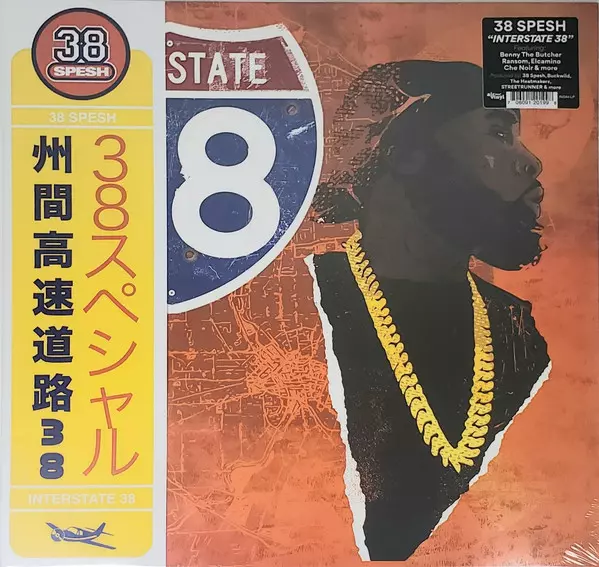 38
SPESH
38 SPESH
38スペシャル
州間高速道路38
INTERSTATE 38
STATE
8
38 SPESH
"INTERSTATE 38"
Featuring:
Benny The Butcher
Ransom, Elcamino
Che Noir & more
Produced by 38 Spesh, Buckwild,
The Heatmakers,
STREETRUNNER & more